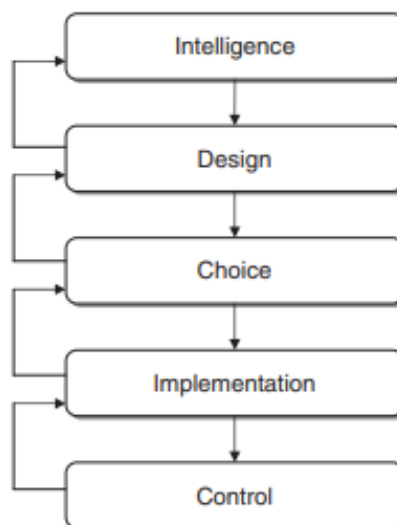 Intelligence
Design
Choice
Implementation
Control